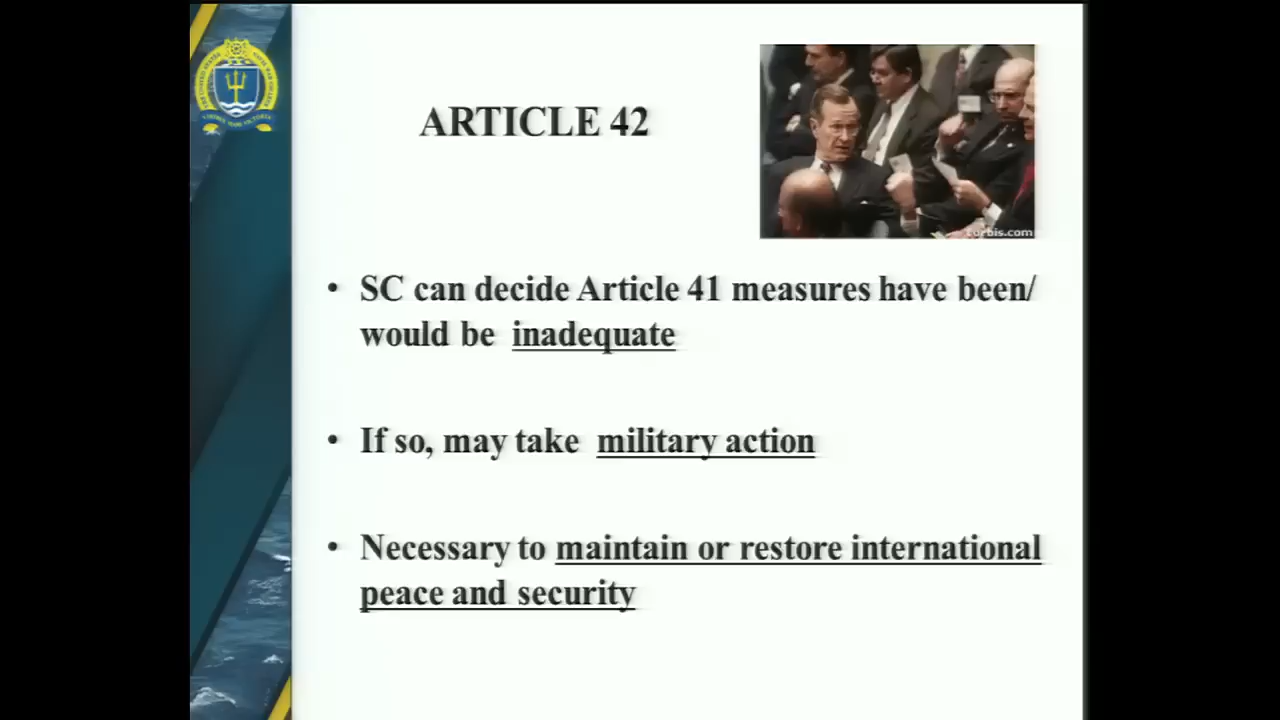 ARTICLE 42
corbis.com
• SC can decide Article 41 measures have been/
would be inadequate
• If so, may take military action
• Necessary to maintain or restore international
peace and security